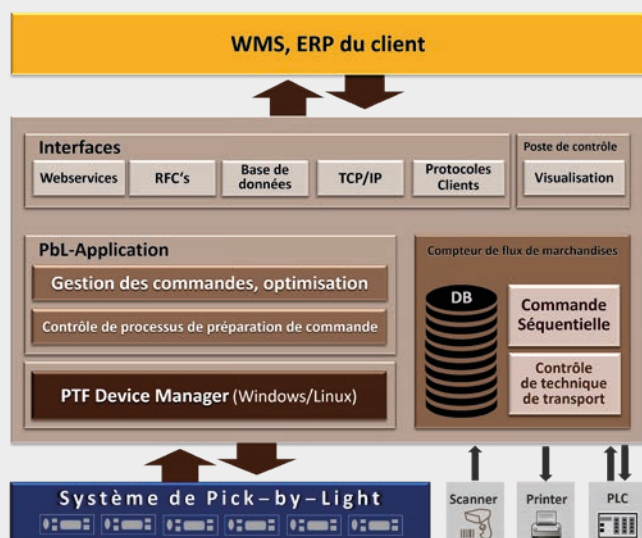 WMS, ERP du client
Interfaces
Webservices
RFC's
Base de
données
TCP/IP
Protocoles
Clients
Poste de contrôle
Visualisation
PbL-Application
Gestion des commandes, optimisation
Contrôle de processus de préparation de commande
PTF Device Manager (Windows/Linux)
Compteur de flux de marchandises
DB
Commande
Séquentielle
Contrôle
de technique
de transport
Système de Pick–by–Light
Scanner
Printer
PLC